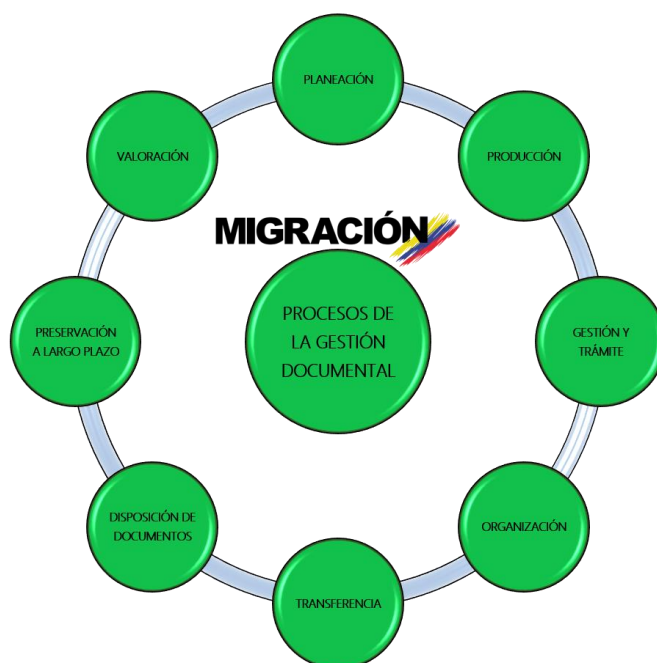 PLANEACIÓN
VALORACIÓN
PRODUCCIÓN
MIGRACIÓN
PROCESOS DE
LA GESTIÓN
DOCUMENTAL
PRESERVACIÓN
A LARGO PLAZO
GESTIÓN Y
TRÁMITE
DISPOSICIÓN DE
DOCUMENTOS
ORGANIZACIÓN
TRANSFERENCIA